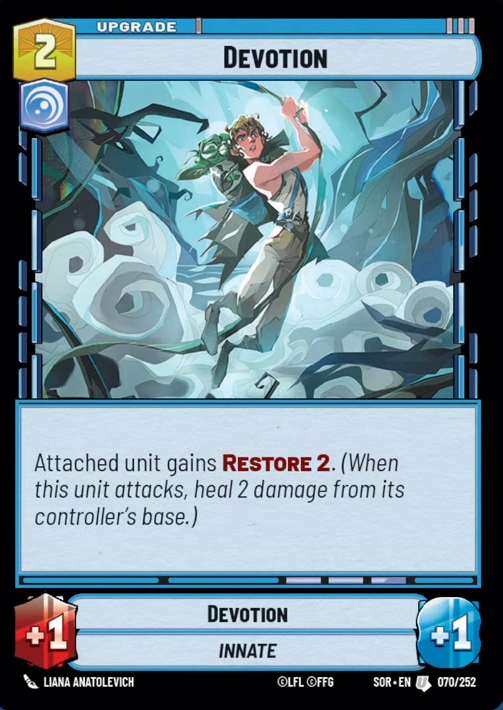 UPGRADE
2
DEVOTION
Attached unit gains RESTORE 2. (When
this unit attacks, heal 2 damage from its
controller's base.)
+1
DEVOTION
+1
INNATE
LIANA ANATOLEVICH
©LFL ©FFG
SOR • EN
U
070/252